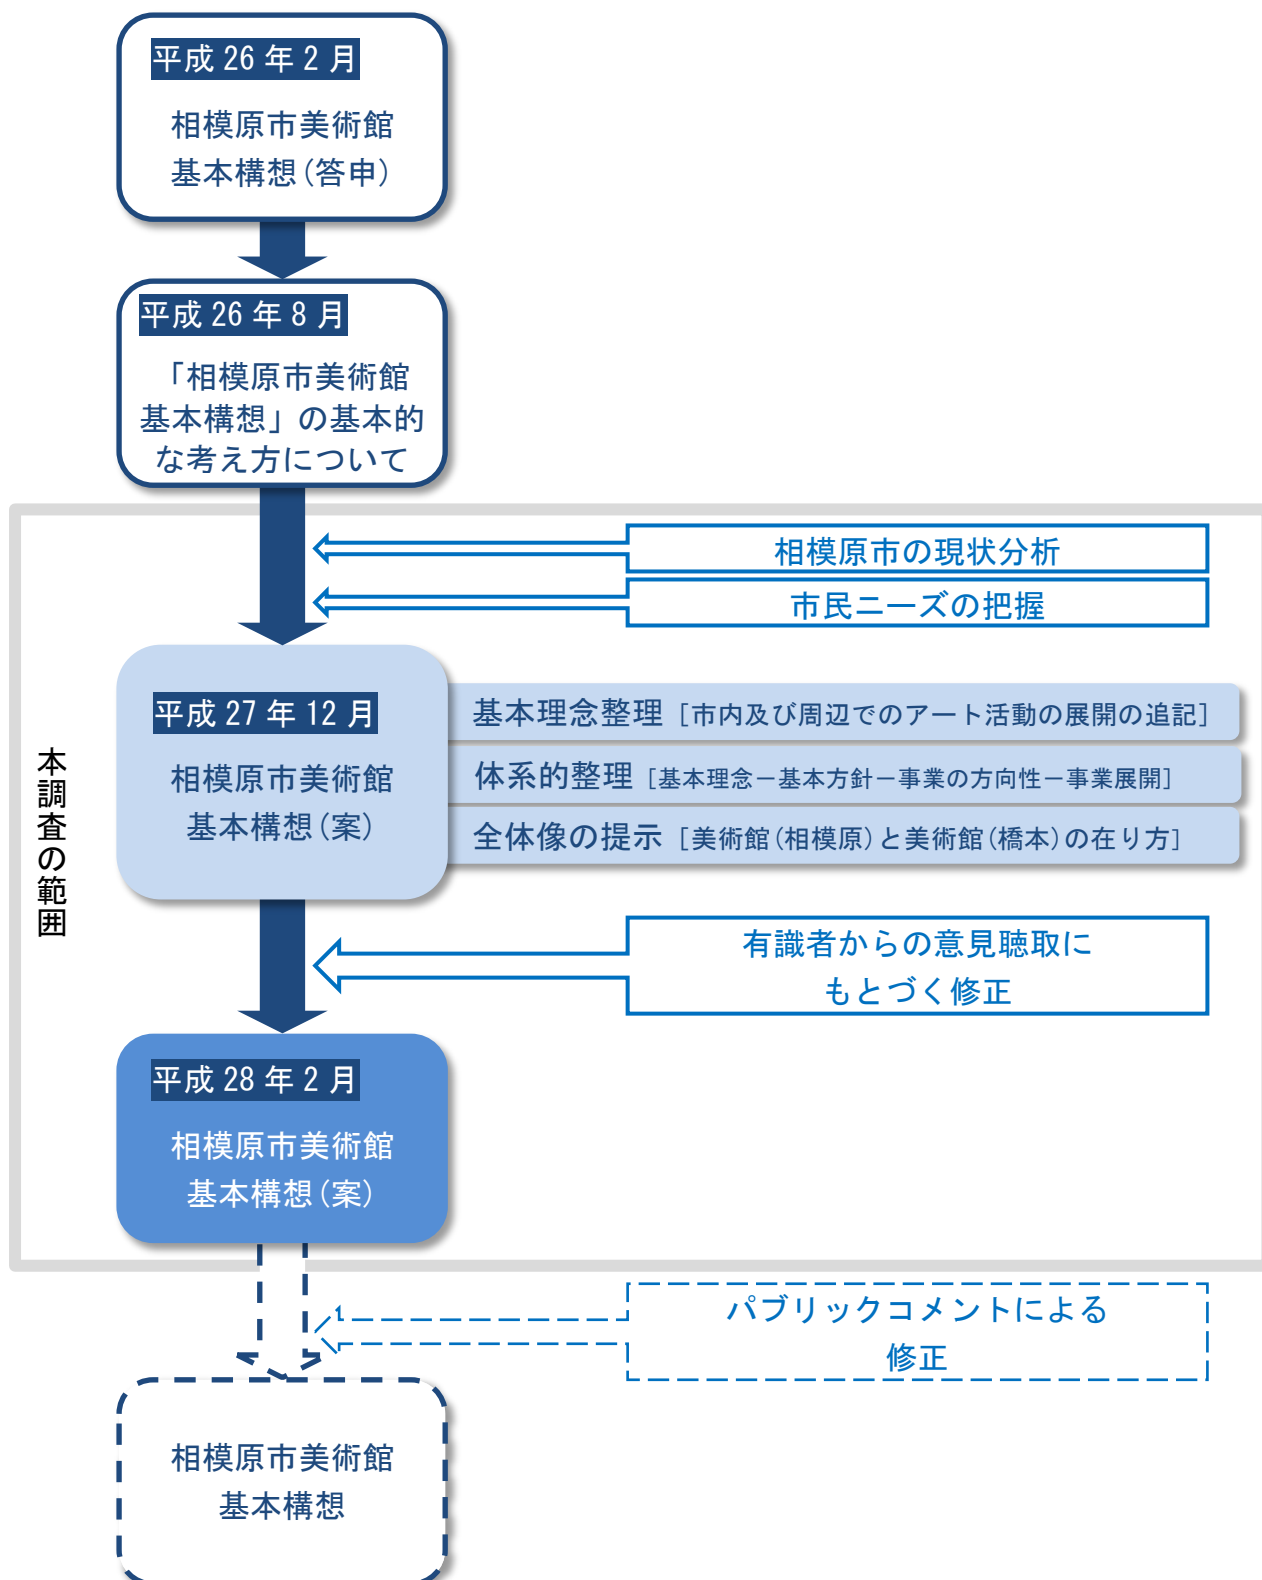 平成 26 年 2 月
相模原市美術館
基本構想(答申)
平成 26 年 8 月
「相模原市美術館
基本構想」の基本的
な考え方について
相模原市の現状分析
市民ニーズの把握
本調査の範囲
平成 27 年 12 月
相模原市美術館
基本構想(案)
基本理念整理 [市内及び周辺でのアート活動の展開の追記]
体系的整理 [基本理念－基本方針－事業の方向性－事業展開]
全体像の提示 [美術館(相模原)と美術館(橋本)の在り方]
有識者からの意見聴取に
もとづく修正
平成 28 年 2 月
相模原市美術館
基本構想(案)
パブリックコメントによる
修正
相模原市美術館
基本構想